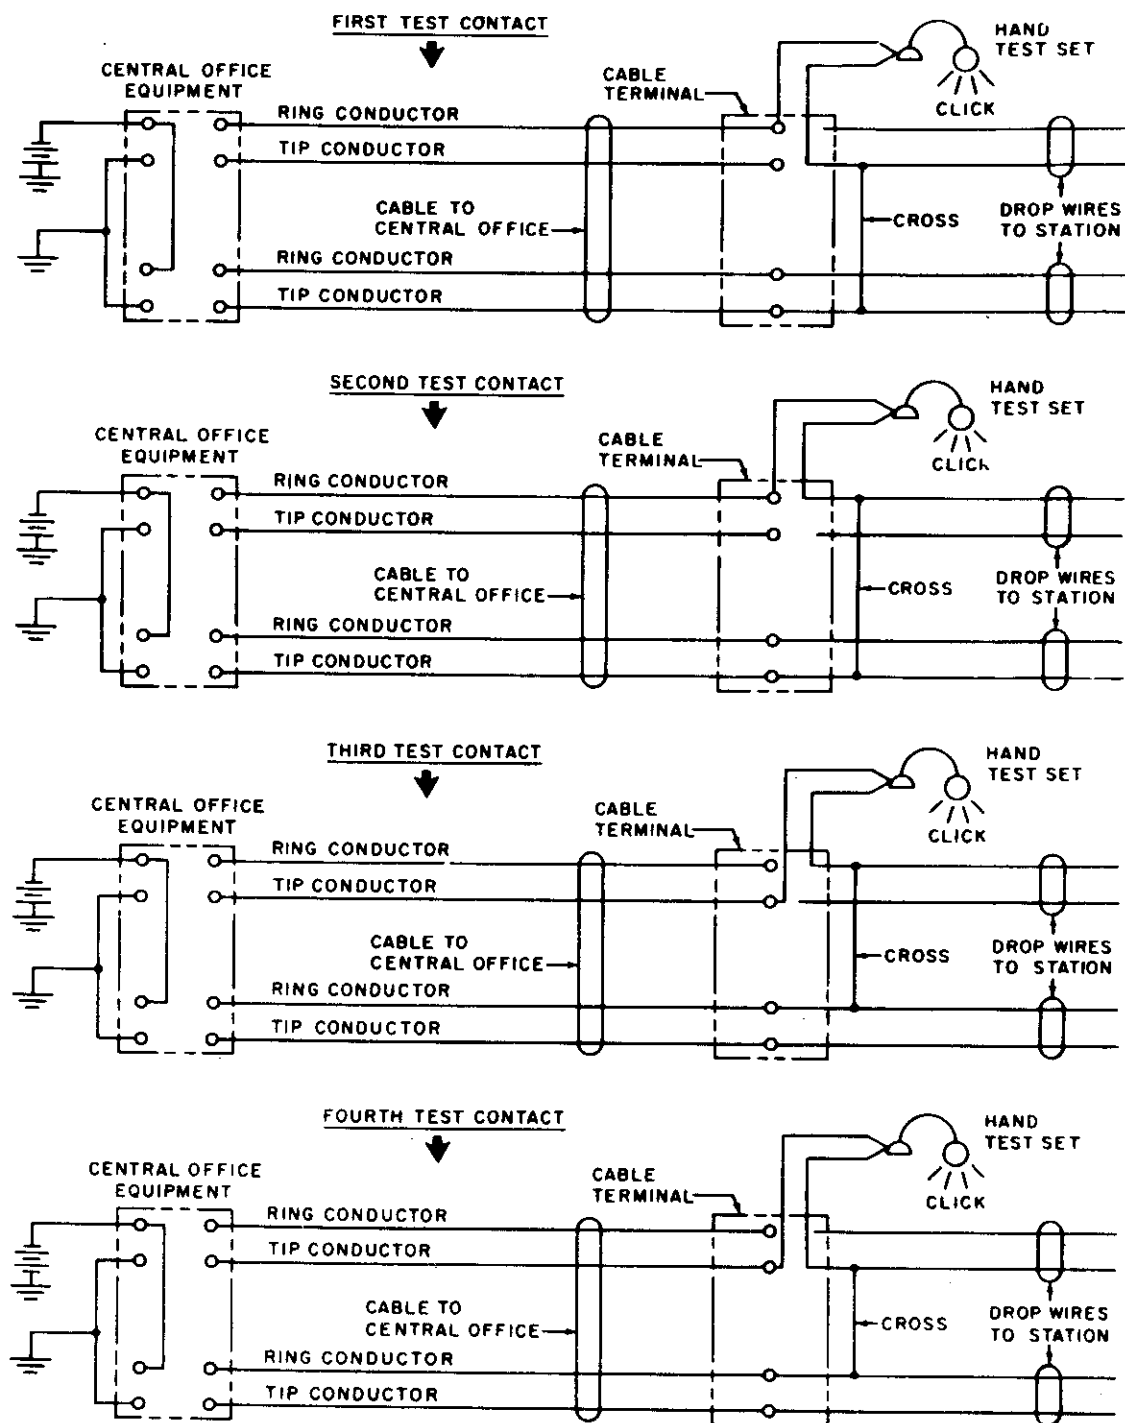 FIRST TEST CONTACT
HAND
TEST SET
CLICK
CENTRAL OFFICE
EQUIPMENT
CABLE
TERMINAL
RING CONDUCTOR
TIP CONDUCTOR
CABLE TO
CENTRAL OFFICE
CROSS
DROP WIRES
TO STATION
RING CONDUCTOR
TIP CONDUCTOR
SECOND TEST CONTACT
HAND
TEST SET
CLICK
CENTRAL OFFICE
EQUIPMENT
CABLE
TERMINAL
RING CONDUCTOR
TIP CONDUCTOR
CABLE TO
CENTRAL OFFICE
CROSS
DROP WIRES
TO STATION
RING CONDUCTOR
TIP CONDUCTOR
THIRD TEST CONTACT
HAND
TEST SET
CLICK
CENTRAL OFFICE
EQUIPMENT
CABLE
TERMINAL
RING CONDUCTOR
TIP CONDUCTOR
CABLE TO
CENTRAL OFFICE
CROSS
DROP WIRES
TO STATION
RING CONDUCTOR
TIP CONDUCTOR
FOURTH TEST CONTACT
HAND
TEST SET
CLICK
CENTRAL OFFICE
EQUIPMENT
CABLE
TERMINAL
RING CONDUCTOR
TIP CONDUCTOR
CABLE TO
CENTRAL OFFICE
CROSS
DROP WIRES
TO STATION
RING CONDUCTOR
TIP CONDUCTOR